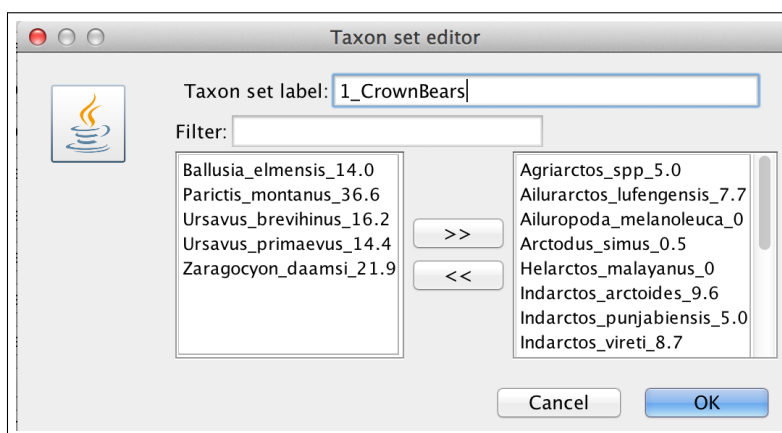 Taxon set editor
Taxon set label: 1_CrownBears
Filter:
Ballusia_elmensis_14.0
Parictis_montanus_36.6
Ursavus_brevihinus_16.2
Ursavus_primaevus_14.4
Zaragocyon_daamsi_21.9
>>
<<
Agriarctos_spp_5.0
Ailurarctos_lufengensis_7.7
Ailuropoda_melanoleuca_0
Arctodus_simus_0.5
Helarctos_malayanus_0
Indarctos_arctoides_9.6
Indarctos_punjabiensis_5.0
Indarctos_vireti_8.7
Cancel
OK